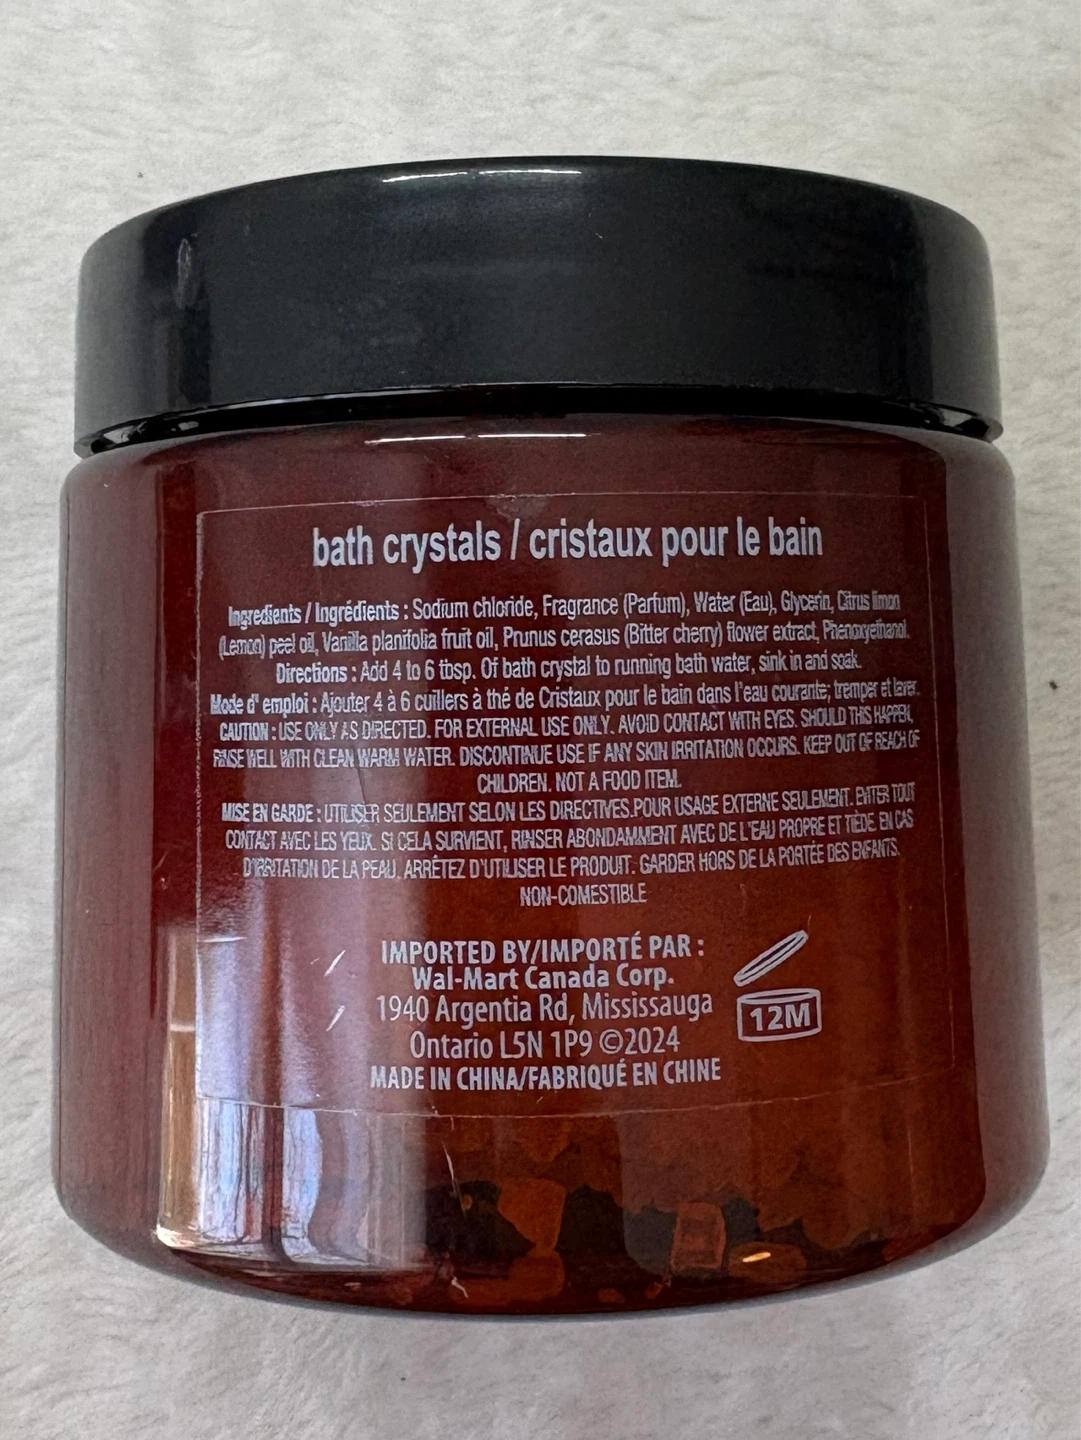 bath crystals / cristaux pour le bain
Ingredients / Ingrédients : Sodium chloride, Fragrance (Parfum), Water (Eau), Glycerin, Citrus limon
(Lemon) peel oil, Vanilla planifolia fruit oil, Prunus cerasus (Bitter cherry) flower extract, Phenoxyethanol.
Directions : Add 4 to 6 tbsp. Of bath crystal to running bath water, sink in and soak.
Mode d' emploi : Ajouter 4 à 6 cuillers à thé de Cristaux pour le bain dans l'eau courante; tremper et laver.
CAUTION : USE ONLY AS DIRECTED. FOR EXTERNAL USE ONLY. AVOID CONTACT WITH EYES. SHOULD THIS HAPPEN,
RINSE WELL WITH CLEAN WARM WATER. DISCONTINUE USE IF ANY SKIN IRRITATION OCCURS. KEEP OUT OF REACH OF
CHILDREN. NOT A FOOD ITEM.
MISE EN GARDE : UTILISER SEULEMENT SELON LES DIRECTIVES.POUR USAGE EXTERNE SEULEMENT. EVITER TOUT
CONTACT AVEC LES YEUX. SI CELA SURVIENT, RINSER ABONDAMMENT AVEC DE L'EAU PROPRE ET TIÈDE. EN CAS
D'IRRITATION DE LA PEAU, ARRÊTEZ D'UTILISER LE PRODUIT. GARDER HORS DE LA PORTÉE DES ENFANTS.
NON-COMESTIBLE
IMPORTED BY/IMPORTÉ PAR :
Wal-Mart Canada Corp.
1940 Argentia Rd, Mississauga
Ontario L5N 1P9 ©2024
MADE IN CHINA/FABRIQUÉ EN CHINE
12M